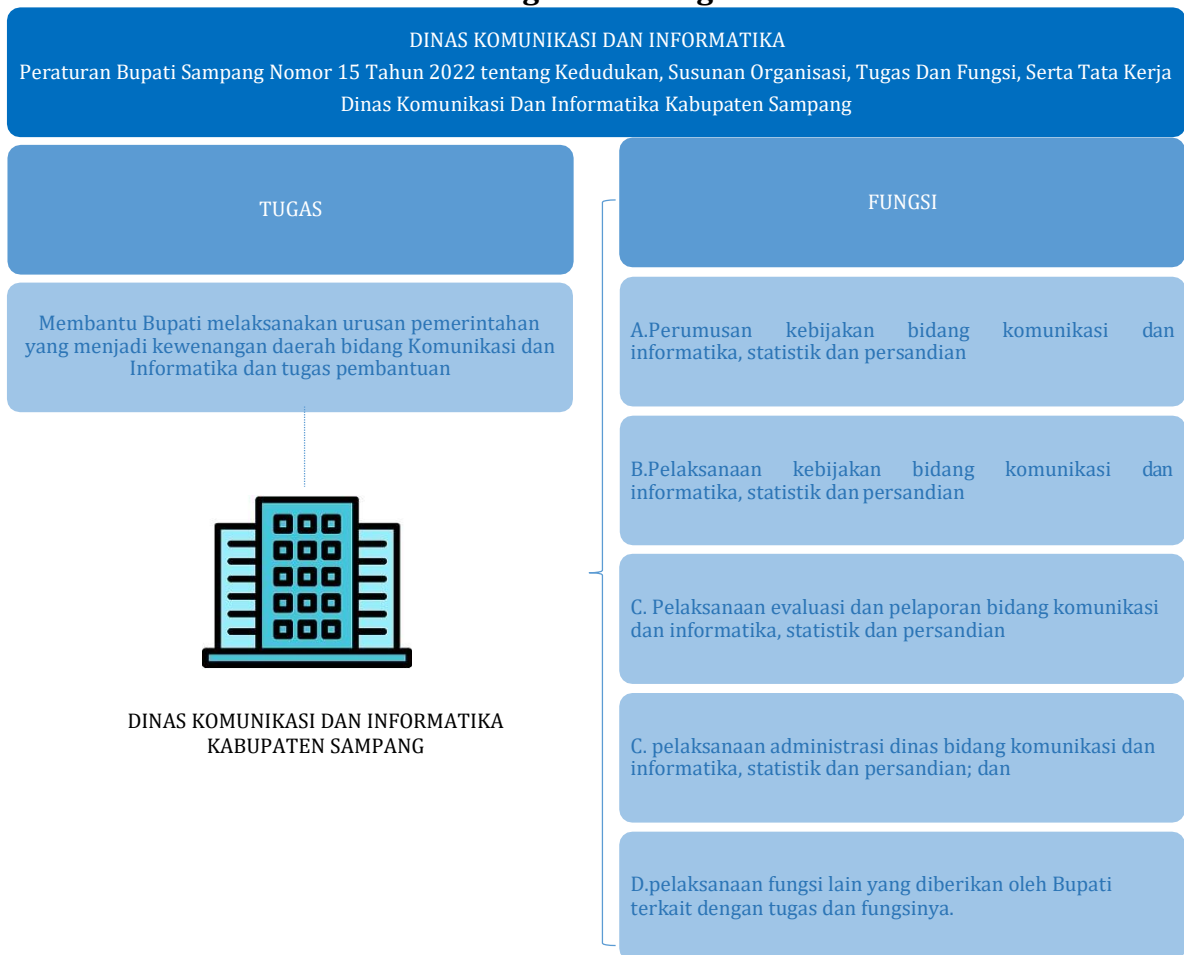 DINAS KOMUNIKASI DAN INFORMATIKA
Peraturan Bupati Sampang Nomor 15 Tahun 2022 tentang Kedudukan, Susunan Organisasi, Tugas Dan Fungsi, Serta Tata Kerja
Dinas Komunikasi Dan Informatika Kabupaten Sampang
TUGAS
Membantu Bupati melaksanakan urusan pemerintahan
yang menjadi kewenangan daerah bidang Komunikasi dan
Informatika dan tugas pembantuan
DINAS KOMUNIKASI DAN INFORMATIKA
KABUPATEN SAMPANG
FUNGSI
A.Perumusan kebijakan bidang komunikasi dan
informatika, statistik dan persandian
B.Pelaksanaan kebijakan bidang komunikasi dan
informatika, statistik dan persandian
C. Pelaksanaan evaluasi dan pelaporan bidang komunikasi
dan informatika, statistik dan persandian
C. pelaksanaan administrasi dinas bidang komunikasi dan
informatika, statistik dan persandian; dan
D.pelaksanaan fungsi lain yang diberikan oleh Bupati
terkait dengan tugas dan fungsinya.